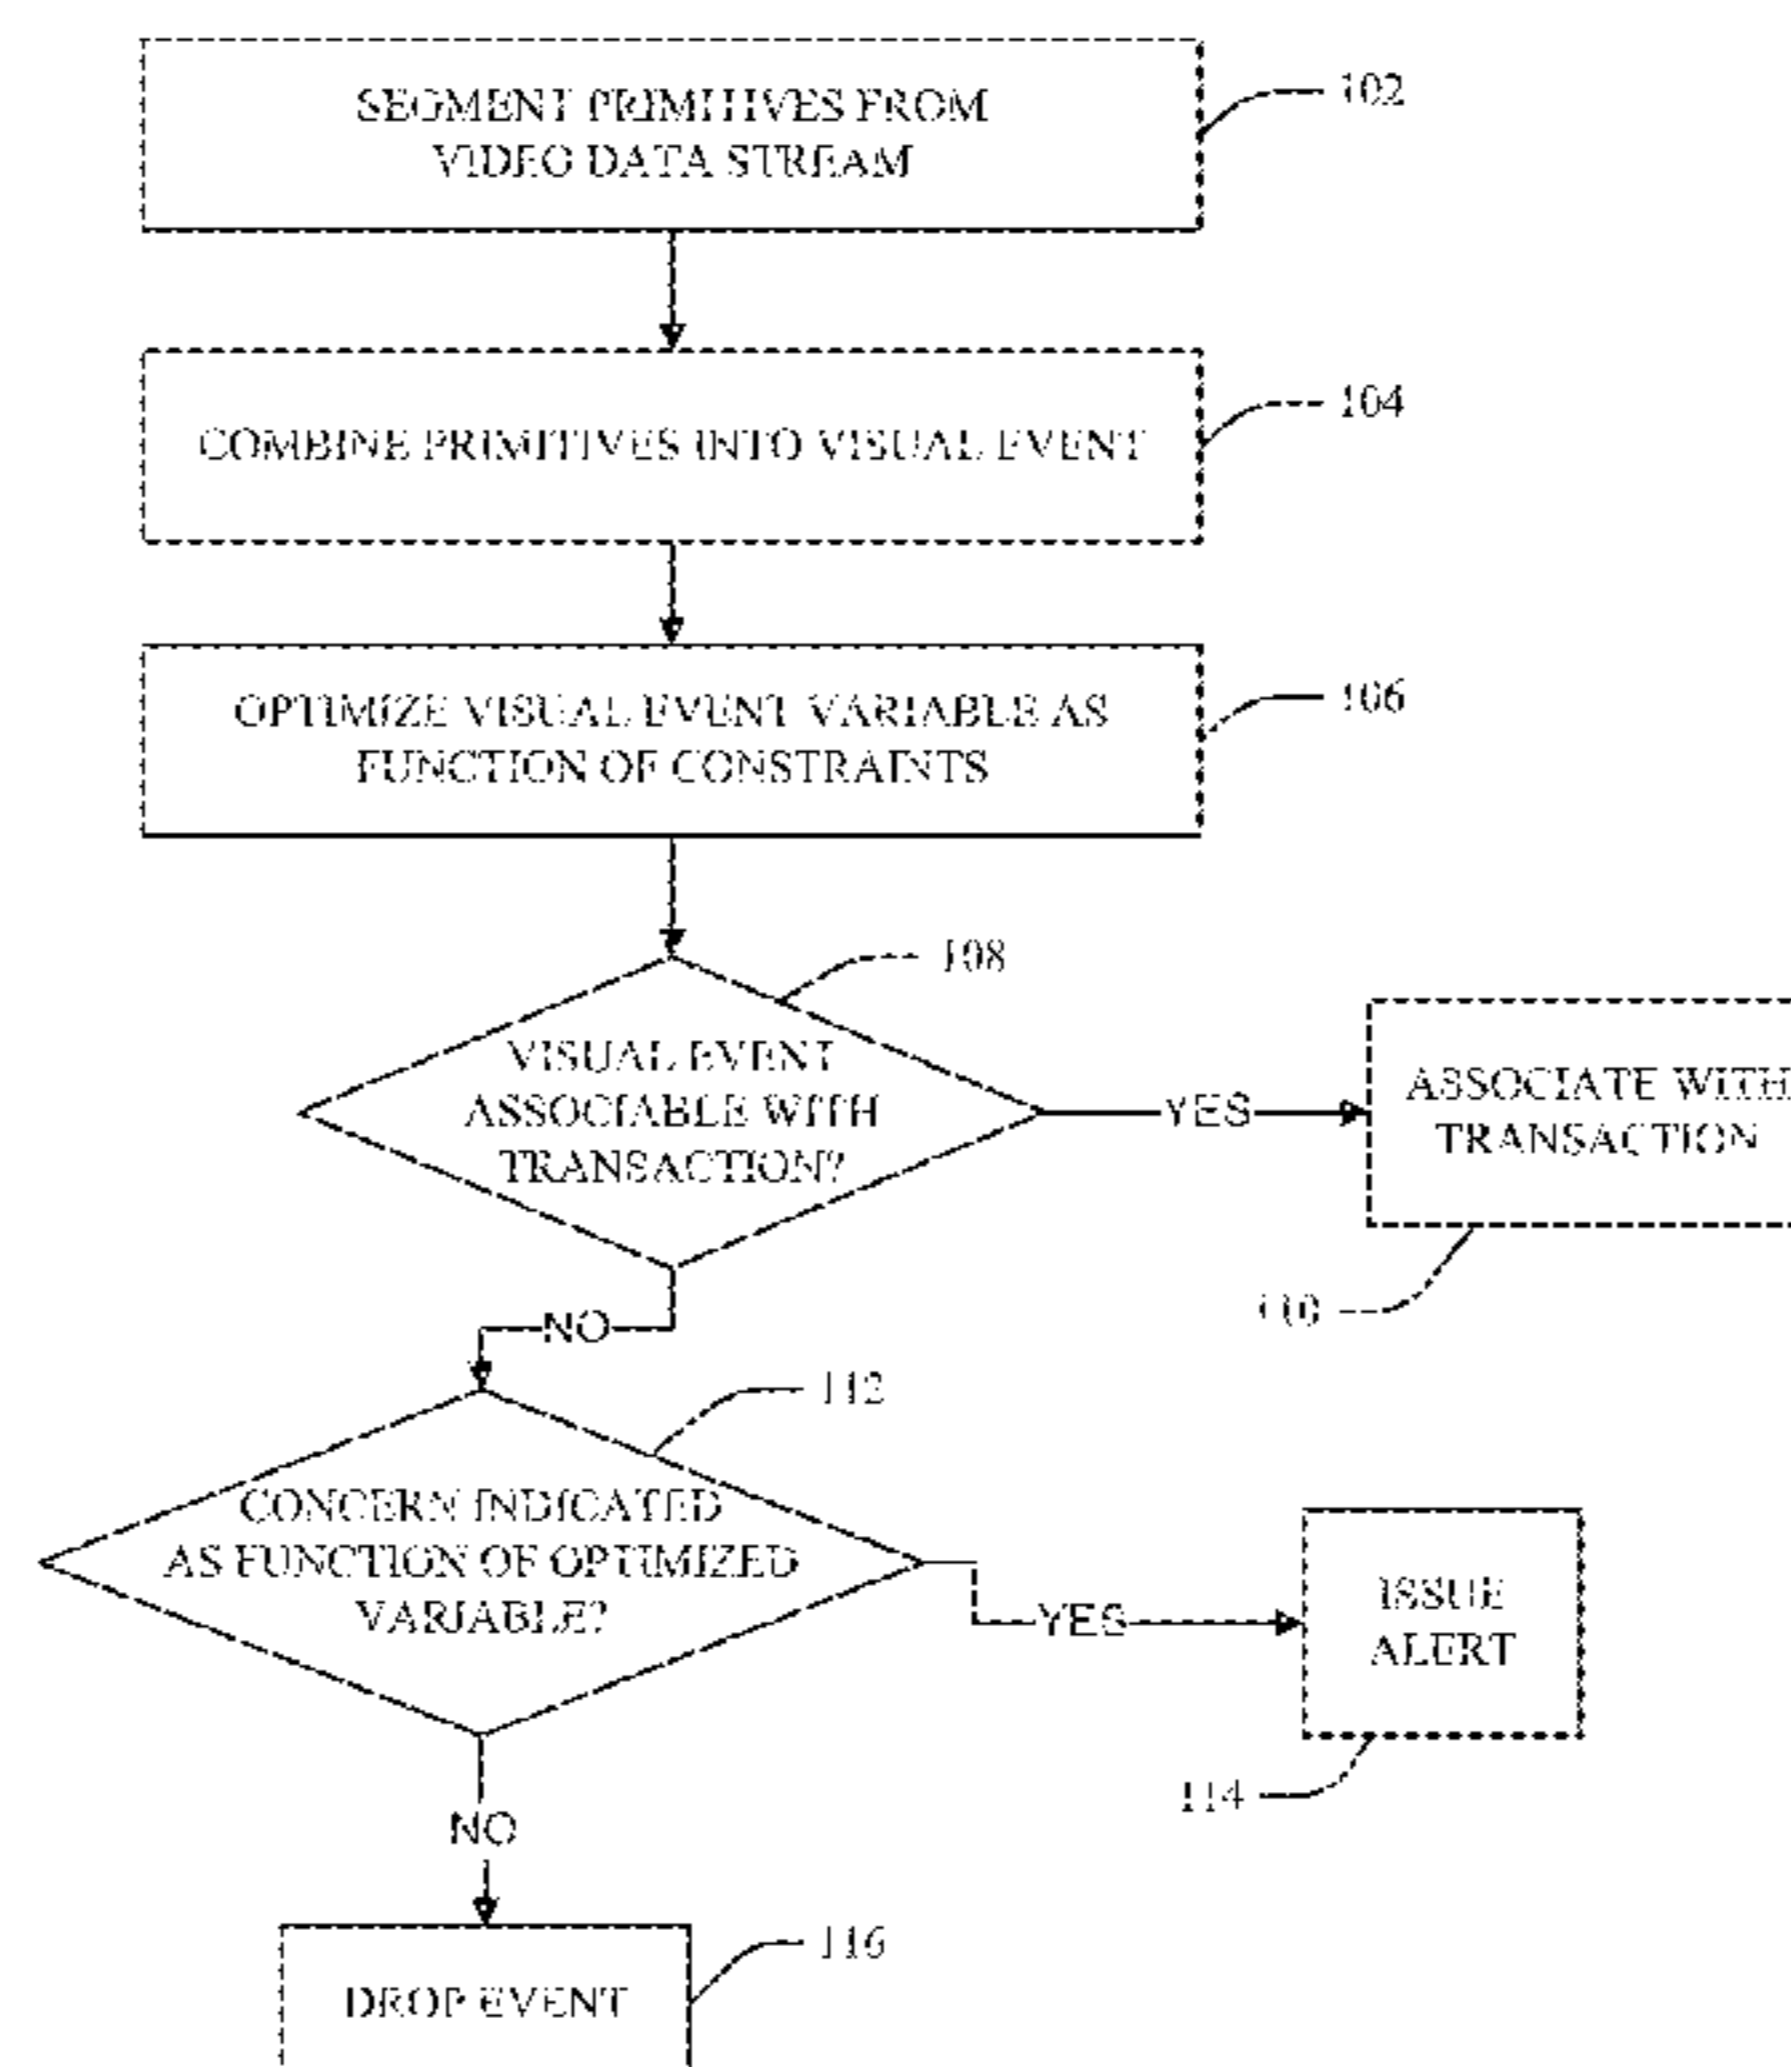 SEGMENT PRIMITIVES FROM
VIDEO DATA STREAM
102
COMBINE PRIMITIVES INTO VISUAL EVENT
104
OPTIMIZE VISUAL EVENT VARIABLE AS
FUNCTION OF CONSTRAINTS
106
108
VISUAL EVENT
ASSOCIABLE WITH
TRANSACTION?
YES
ASSOCIATE WITH
TRANSACTION
110
NO
112
CONCERN INDICATED
AS FUNCTION OF OPTIMIZED
VARIABLE?
YES
ISSUE
ALERT
114
NO
116
DROP EVENT